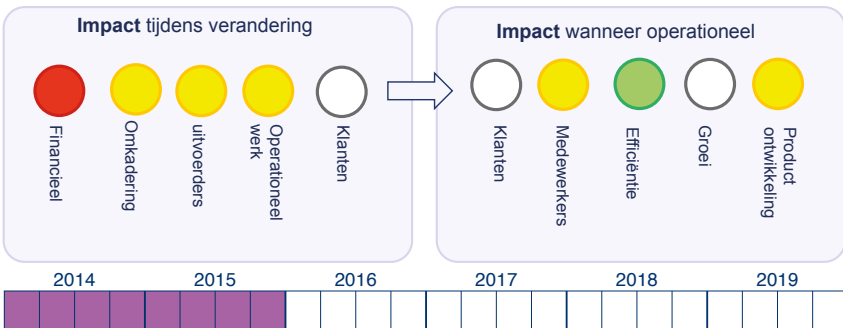 Impact tijdens verandering
Financieel
Omkadering
uitvoerders
Operationeel
werk
Klanten
Impact wanneer operationeel
Klanten
Medewerkers
Efficiëntie
Groei
Product
ontwikkeling
2014 2015 2016 2017 2018 2019